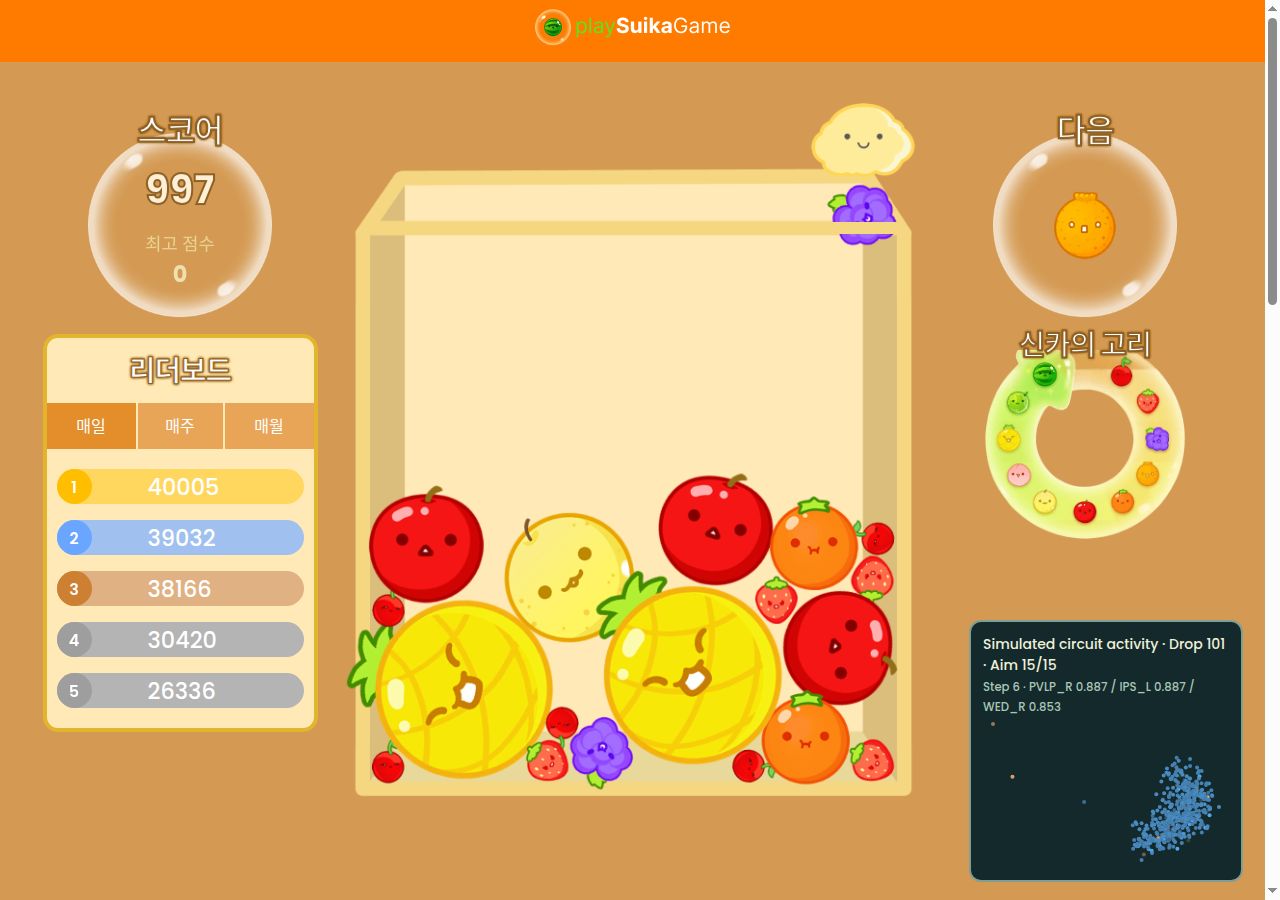 playSuikaGame
스코어
997
최고 점수
0
다음
신카의 고리
리더보드
매일 매주 매월
1 40005
2 39032
3 38166
4 30420
5 26336
Simulated circuit activity · Drop 101
· Aim 15/15
Step 6 · PVLP_R 0.887 / IPS_L 0.887 /
WED_R 0.853